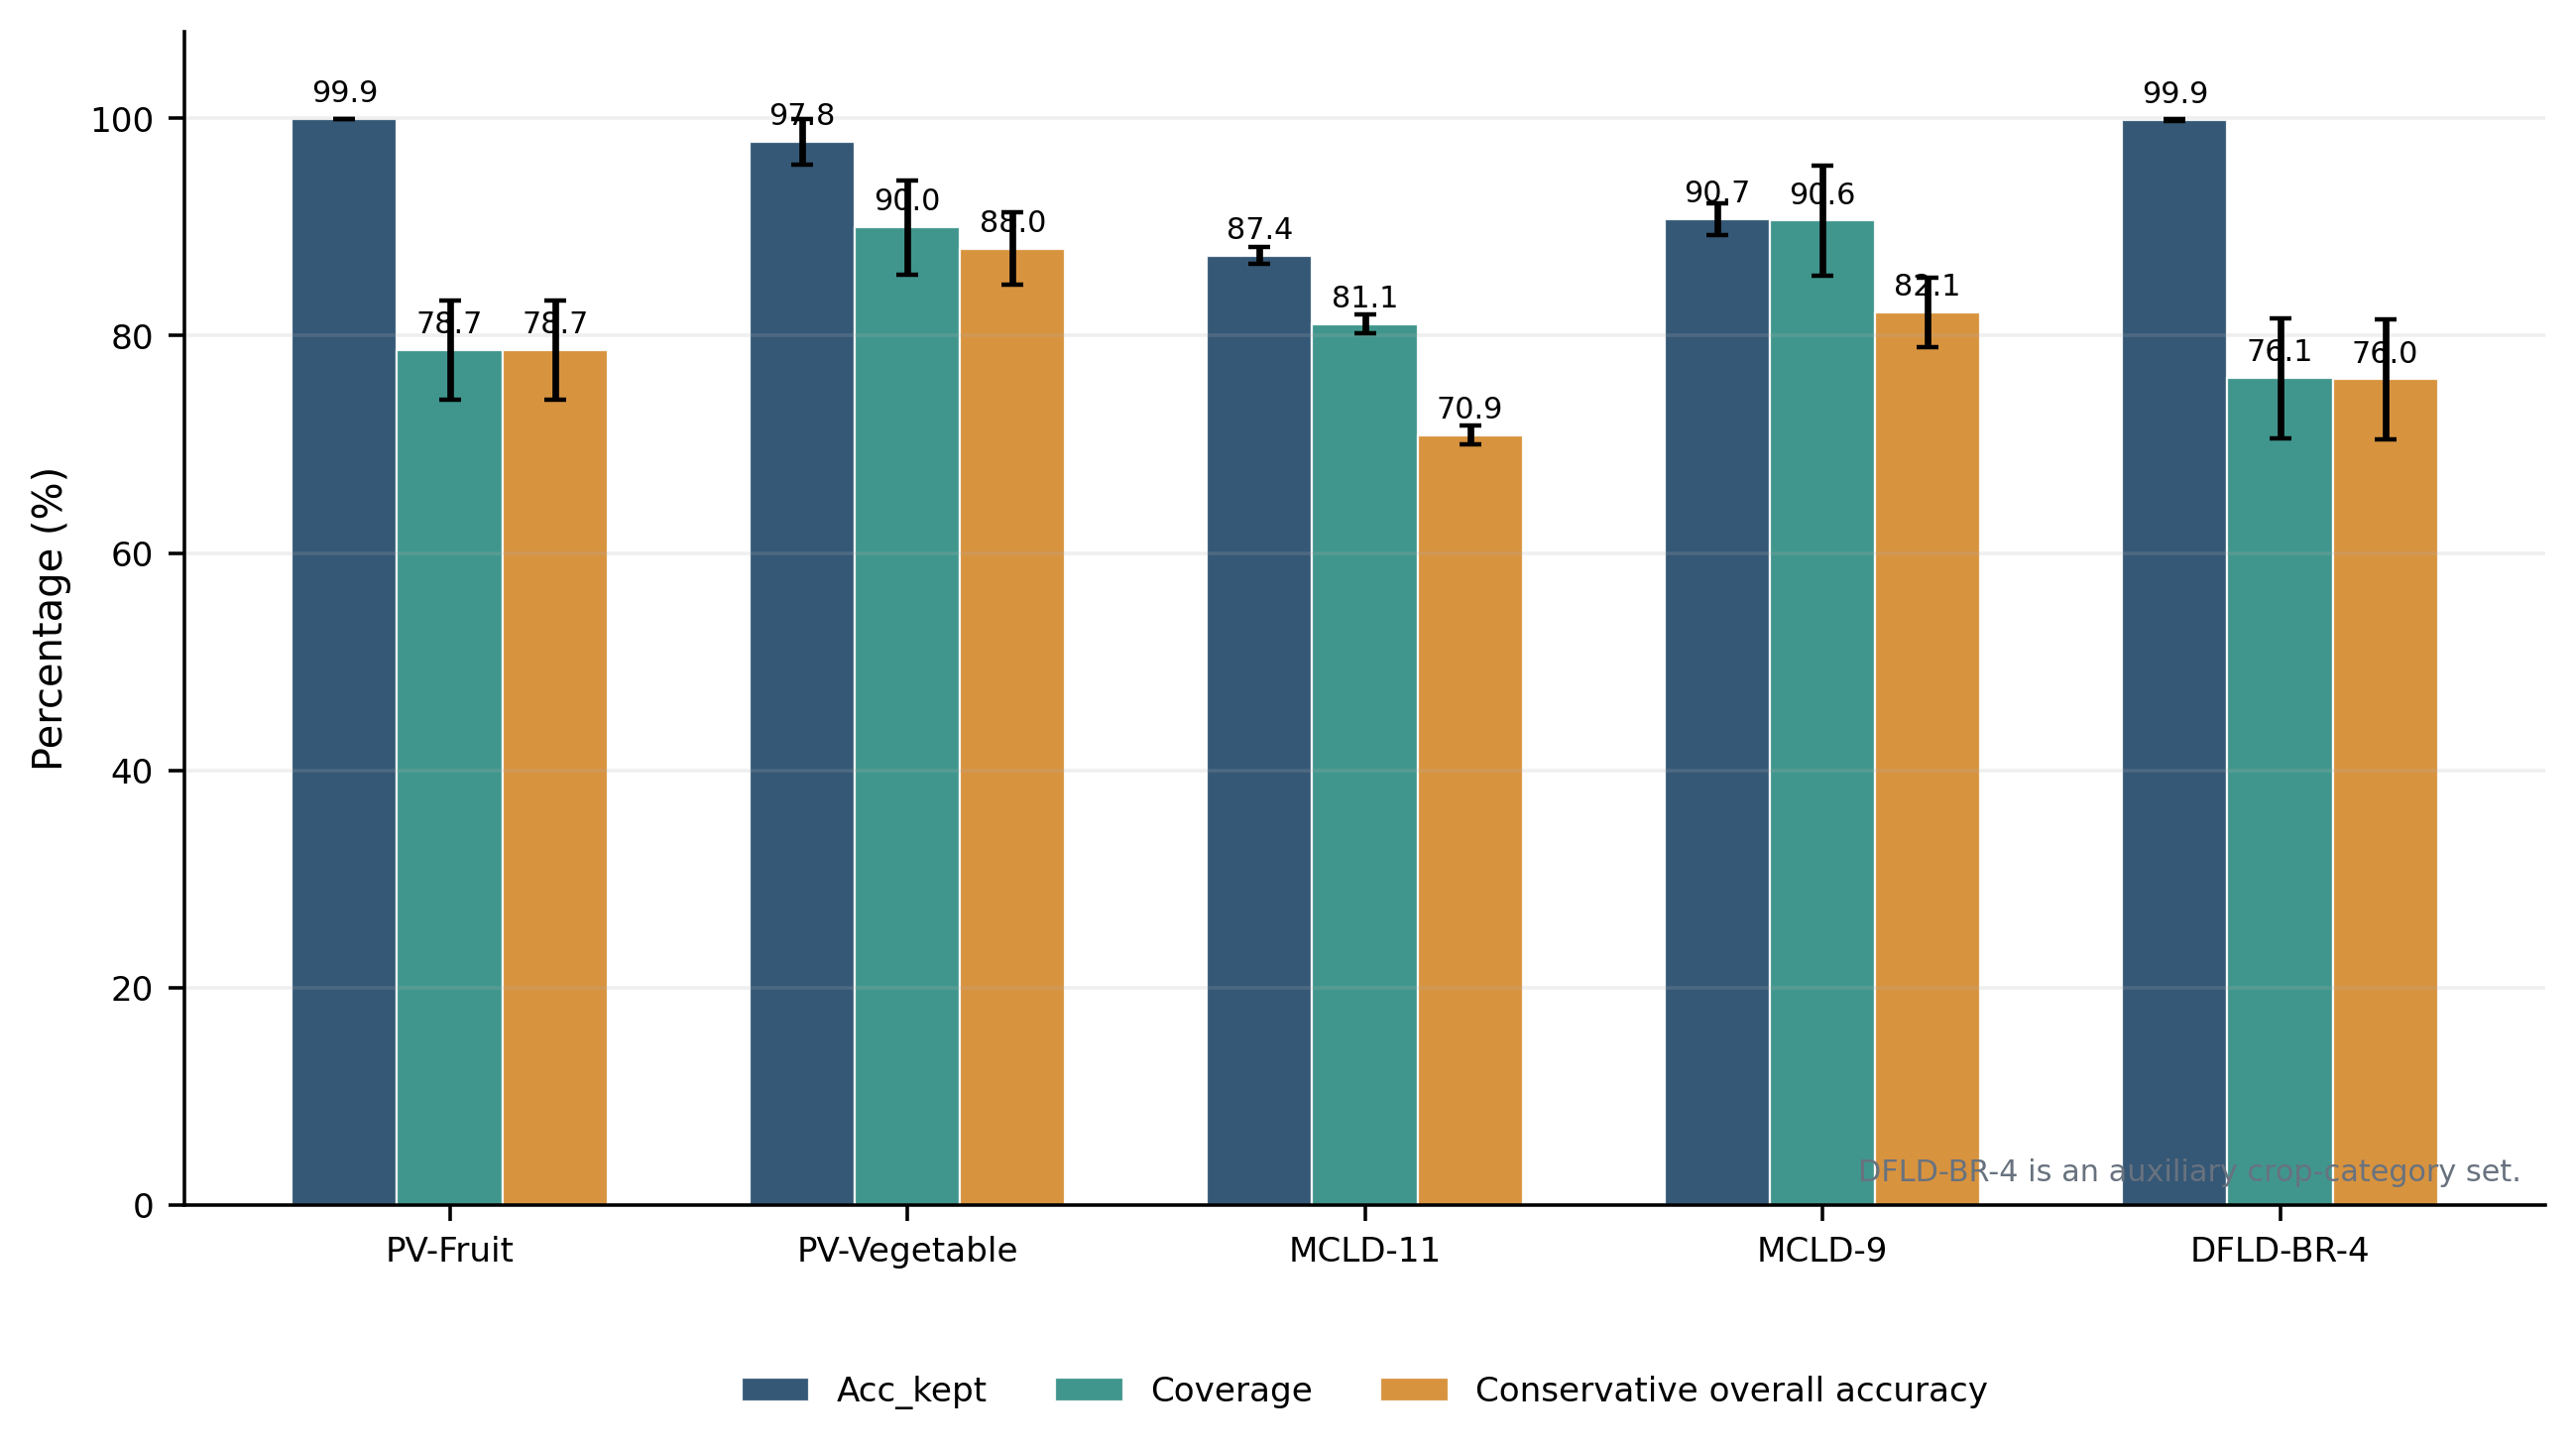 Percentage (%)
100
80
60
40
20
0
99.9
78.7
78.7
97.8
90.0
88.0
87.4
81.1
70.9
90.7
90.6
82.1
99.9
76.1
76.0
DFLD-BR-4 is an auxiliary crop-category set.
PV-Fruit
PV-Vegetable
MCLD-11
MCLD-9
DFLD-BR-4
Acc_kept
Coverage
Conservative overall accuracy